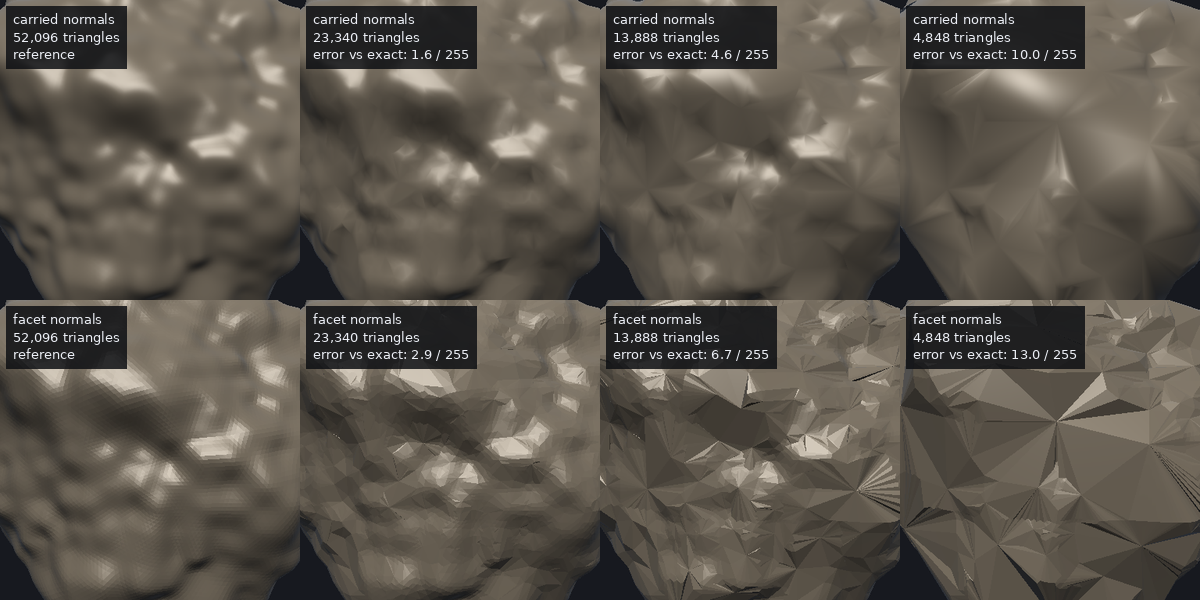 carried normals
52,096 triangles
reference
carried normals
23,340 triangles
error vs exact: 1.6 / 255
carried normals
13,888 triangles
error vs exact: 4.6 / 255
carried normals
4,848 triangles
error vs exact: 10.0 / 255
facet normals
52,096 triangles
reference
facet normals
23,340 triangles
error vs exact: 2.9 / 255
facet normals
13,888 triangles
error vs exact: 6.7 / 255
facet normals
4,848 triangles
error vs exact: 13.0 / 255